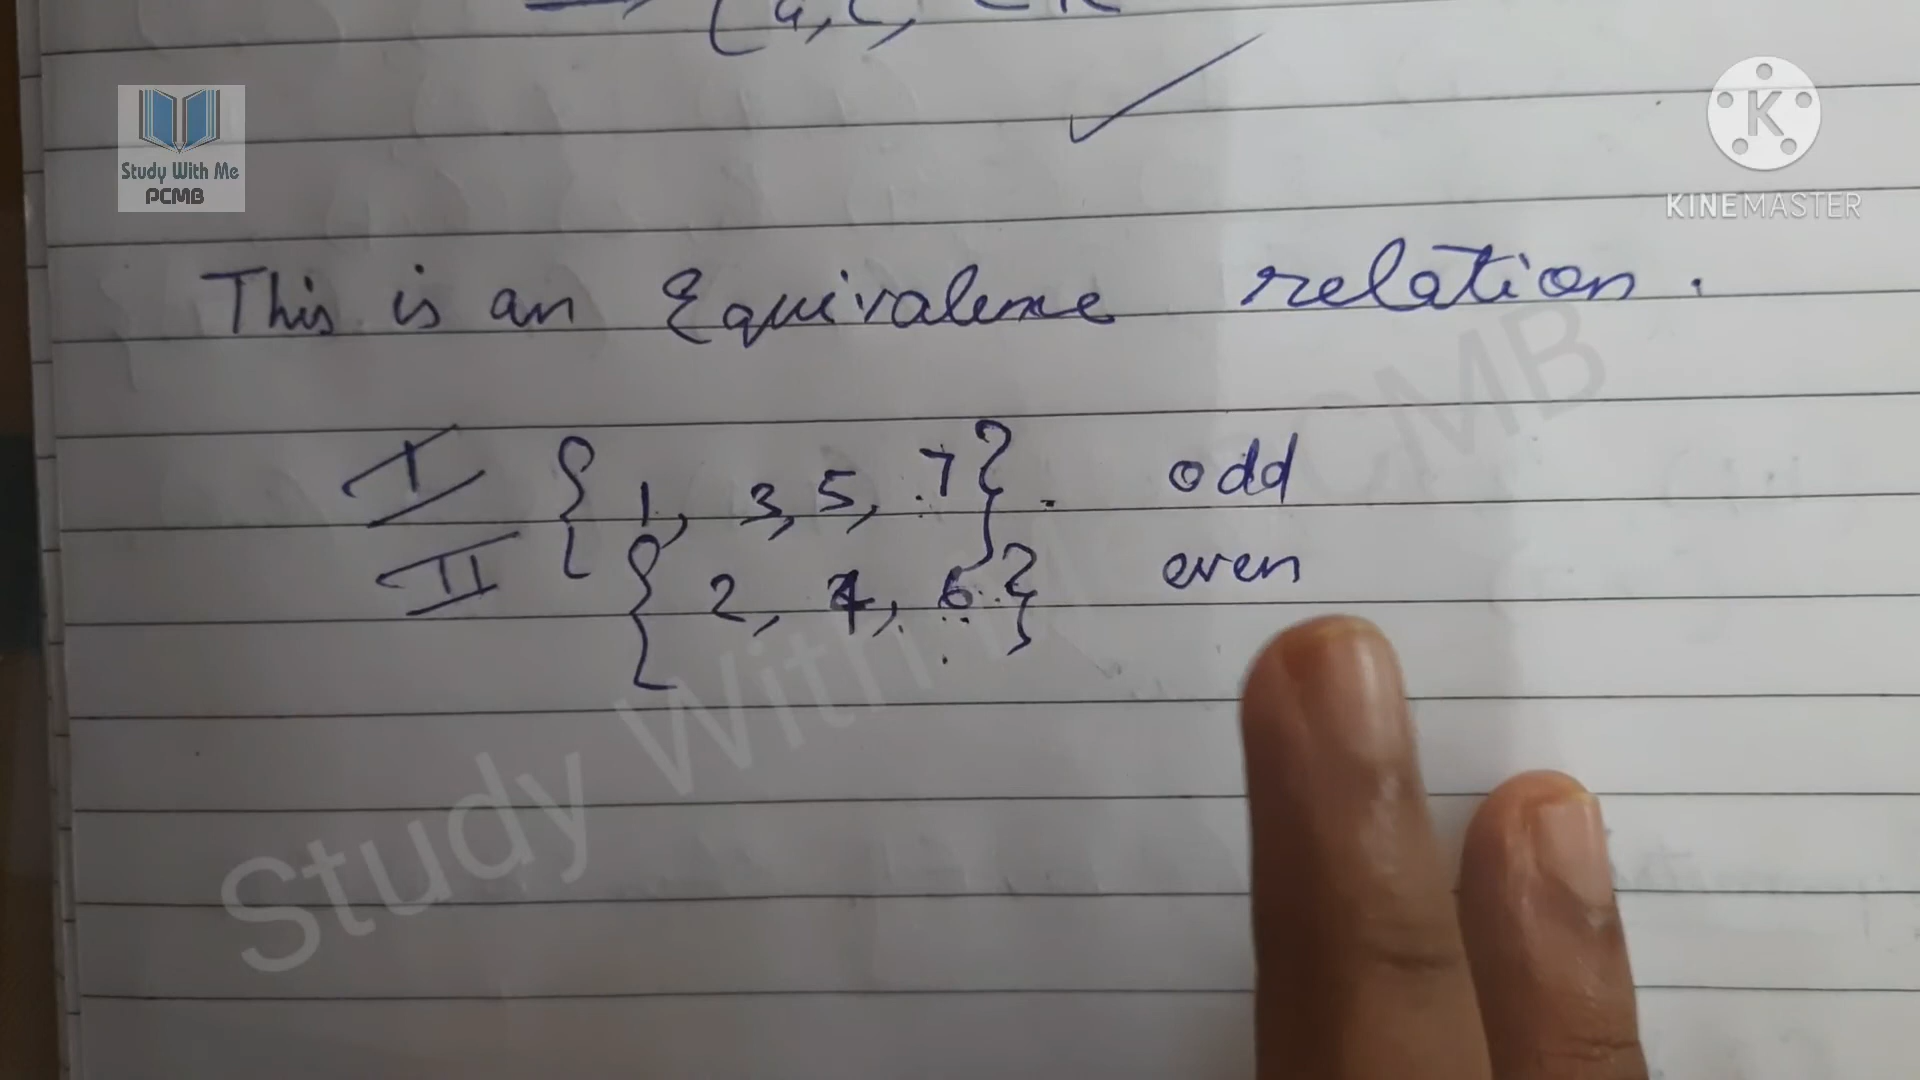 (a, c)
Study With Me
PCMB
K
KINEMASTER
This is an Equivalence relation.
I { 1, 3, 5, 7}. odd
II { 2, 4, 6 } even
Study With M PCMB